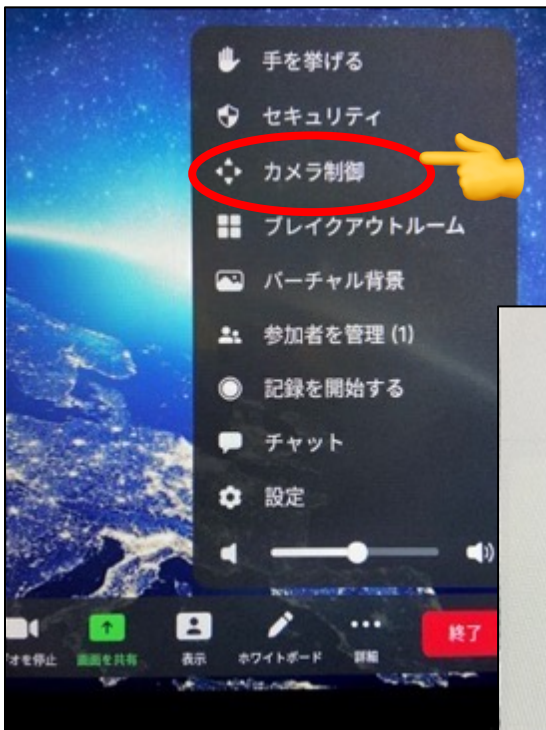 手を挙げる
セキュリティ
カメラ制御
ブレイクアウトルーム
バーチャル背景
参加者を管理 (1)
記録を開始する
チャット
設定
オを停止
画面を共有
表示
ホワイトボード
詳細
終了